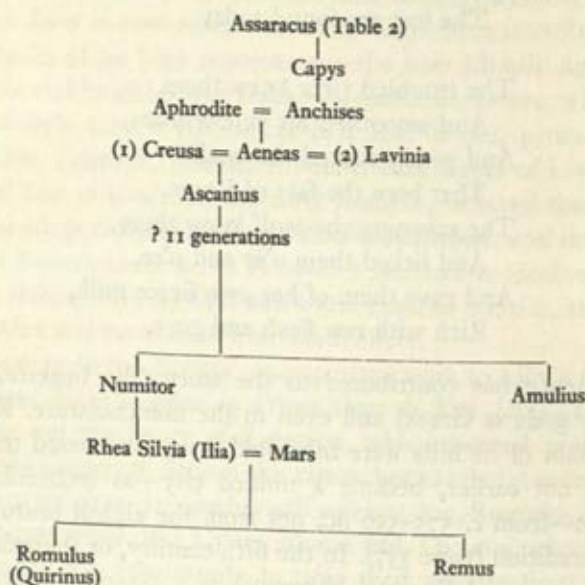 Assaracus (Table 2)
Capys
Aphrodite = Anchises
(1) Creusa = Aeneas = (2) Lavinia
Ascanius
? 11 generations
Numitor
Amulius
Rhea Silvia (Ilia) = Mars
Romulus
(Quirinus)
Remus